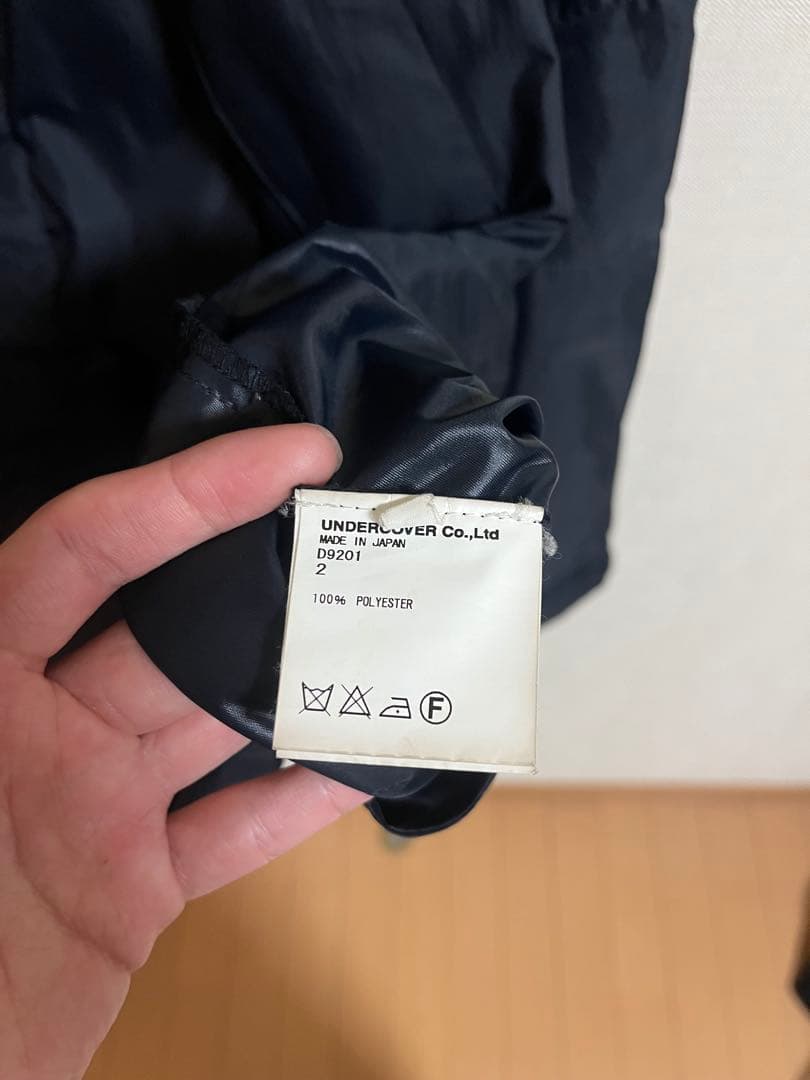 UNDERCOVER Co.,Ltd
MADE IN JAPAN
D9201
2
100% POLYESTER
F